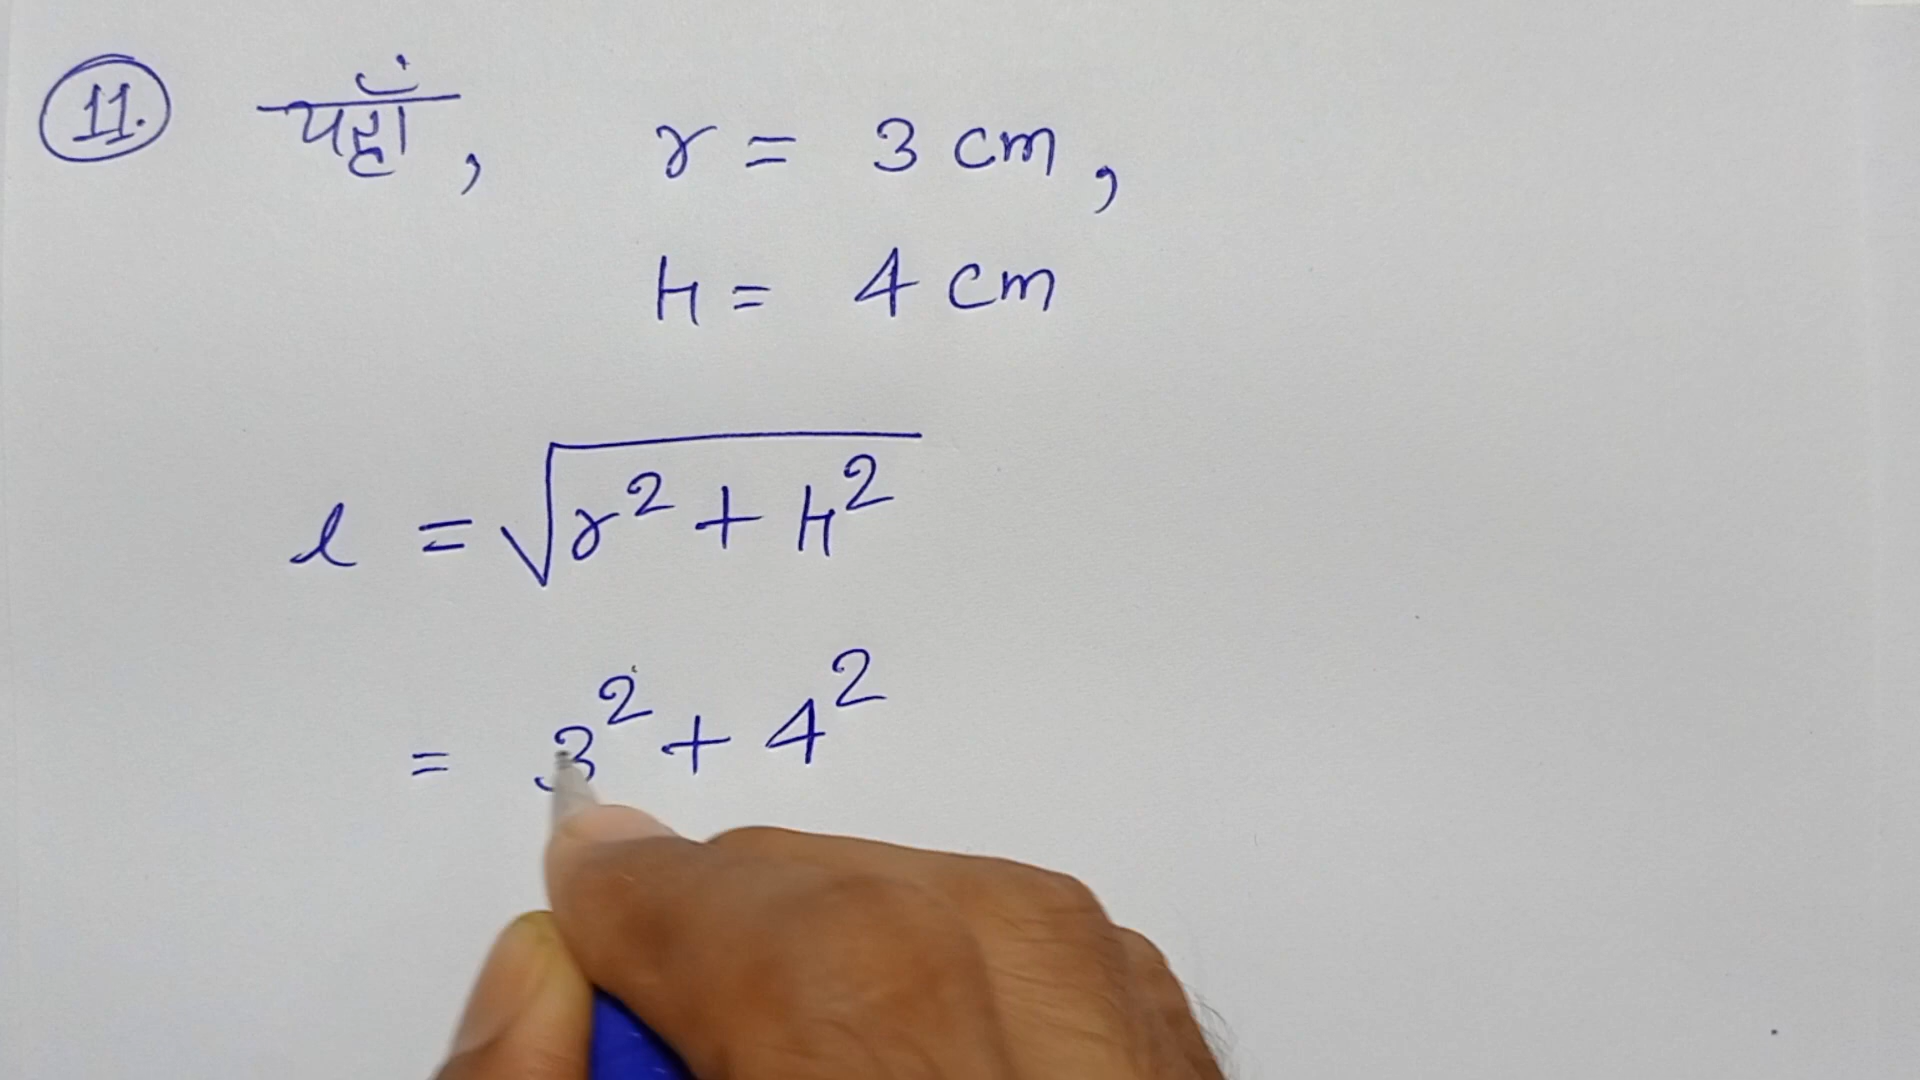 11. यहाँ, r = 3 cm,
h = 4 cm
l = √(r² + h²)
= 3² + 4²